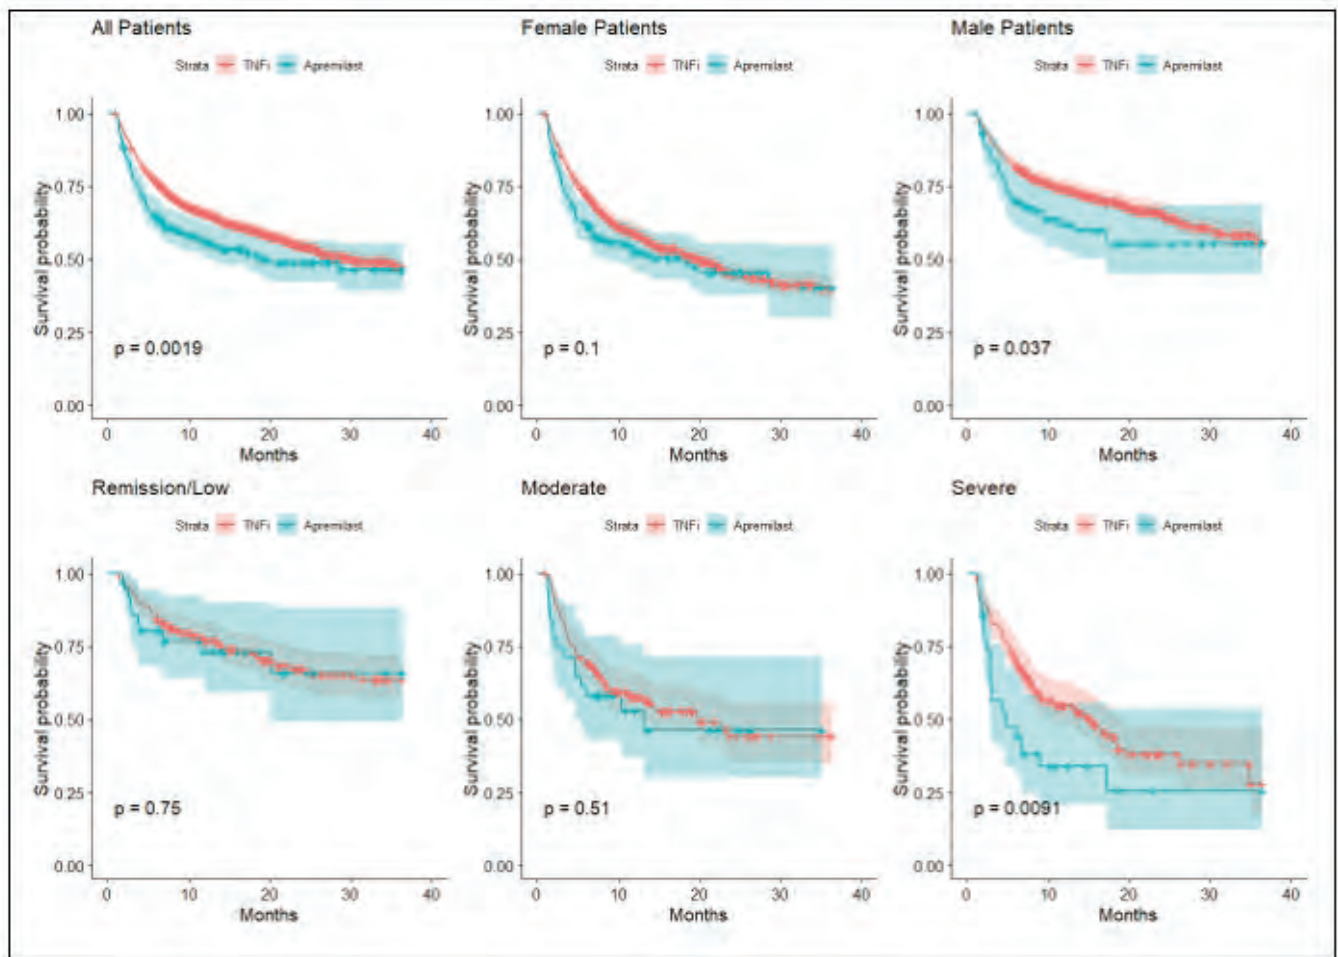 All Patients
Strata TNFi Apremilast
1.00
0.75
0.50
0.25
0.00
Survival probability
p = 0.0019
0 10 20 30 40
Months
Female Patients
Strata TNFi Apremilast
1.00
0.75
0.50
0.25
0.00
Survival probability
p = 0.1
0 10 20 30 40
Months
Male Patients
Strata TNFi Apremilast
1.00
0.75
0.50
0.25
0.00
Survival probability
p = 0.037
0 10 20 30 40
Months
Remission/Low
Strata TNFi Apremilast
1.00
0.75
0.50
0.25
0.00
Survival probability
p = 0.75
0 10 20 30 40
Months
Moderate
Strata TNFi Apremilast
1.00
0.75
0.50
0.25
0.00
Survival probability
p = 0.51
0 10 20 30 40
Months
Severe
Strata TNFi Apremilast
1.00
0.75
0.50
0.25
0.00
Survival probability
p = 0.0091
0 10 20 30 40
Months